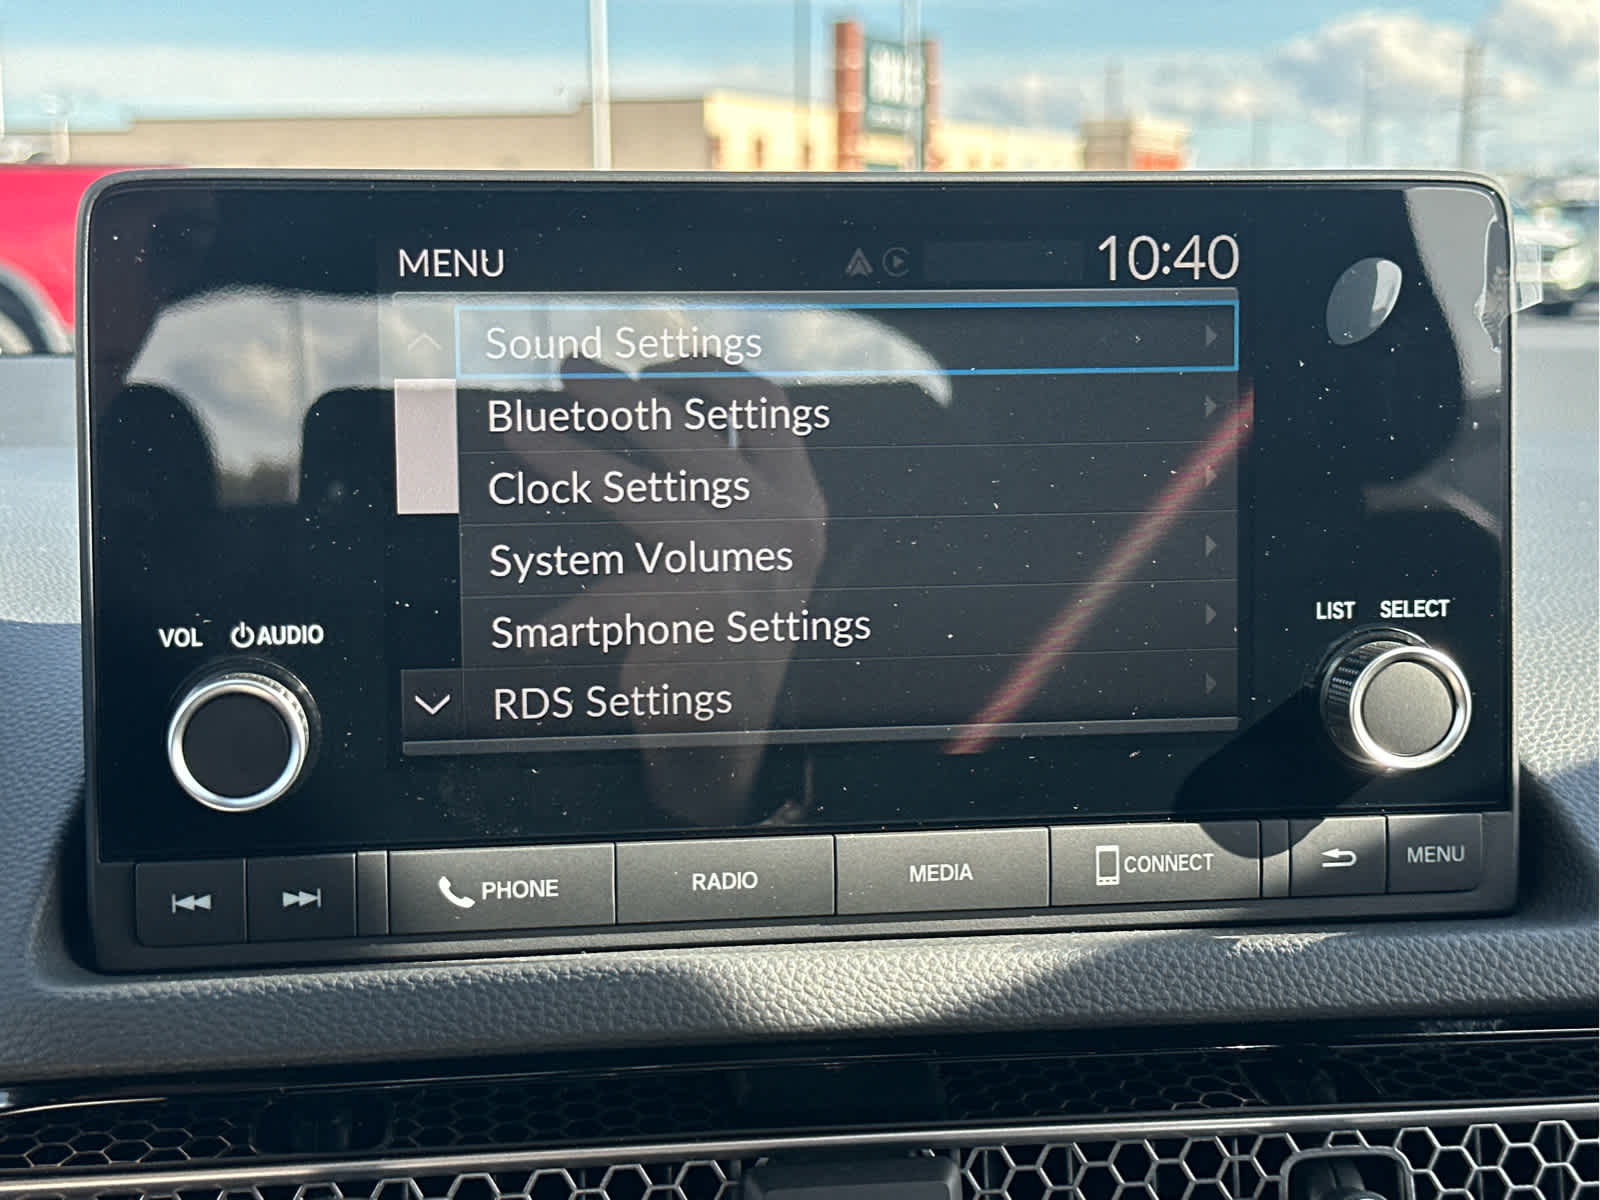 MENU
10:40
Sound Settings
Bluetooth Settings
Clock Settings
System Volumes
Smartphone Settings
RDS Settings
VOL AUDIO
LIST SELECT
PHONE
RADIO
MEDIA
CONNECT
MENU